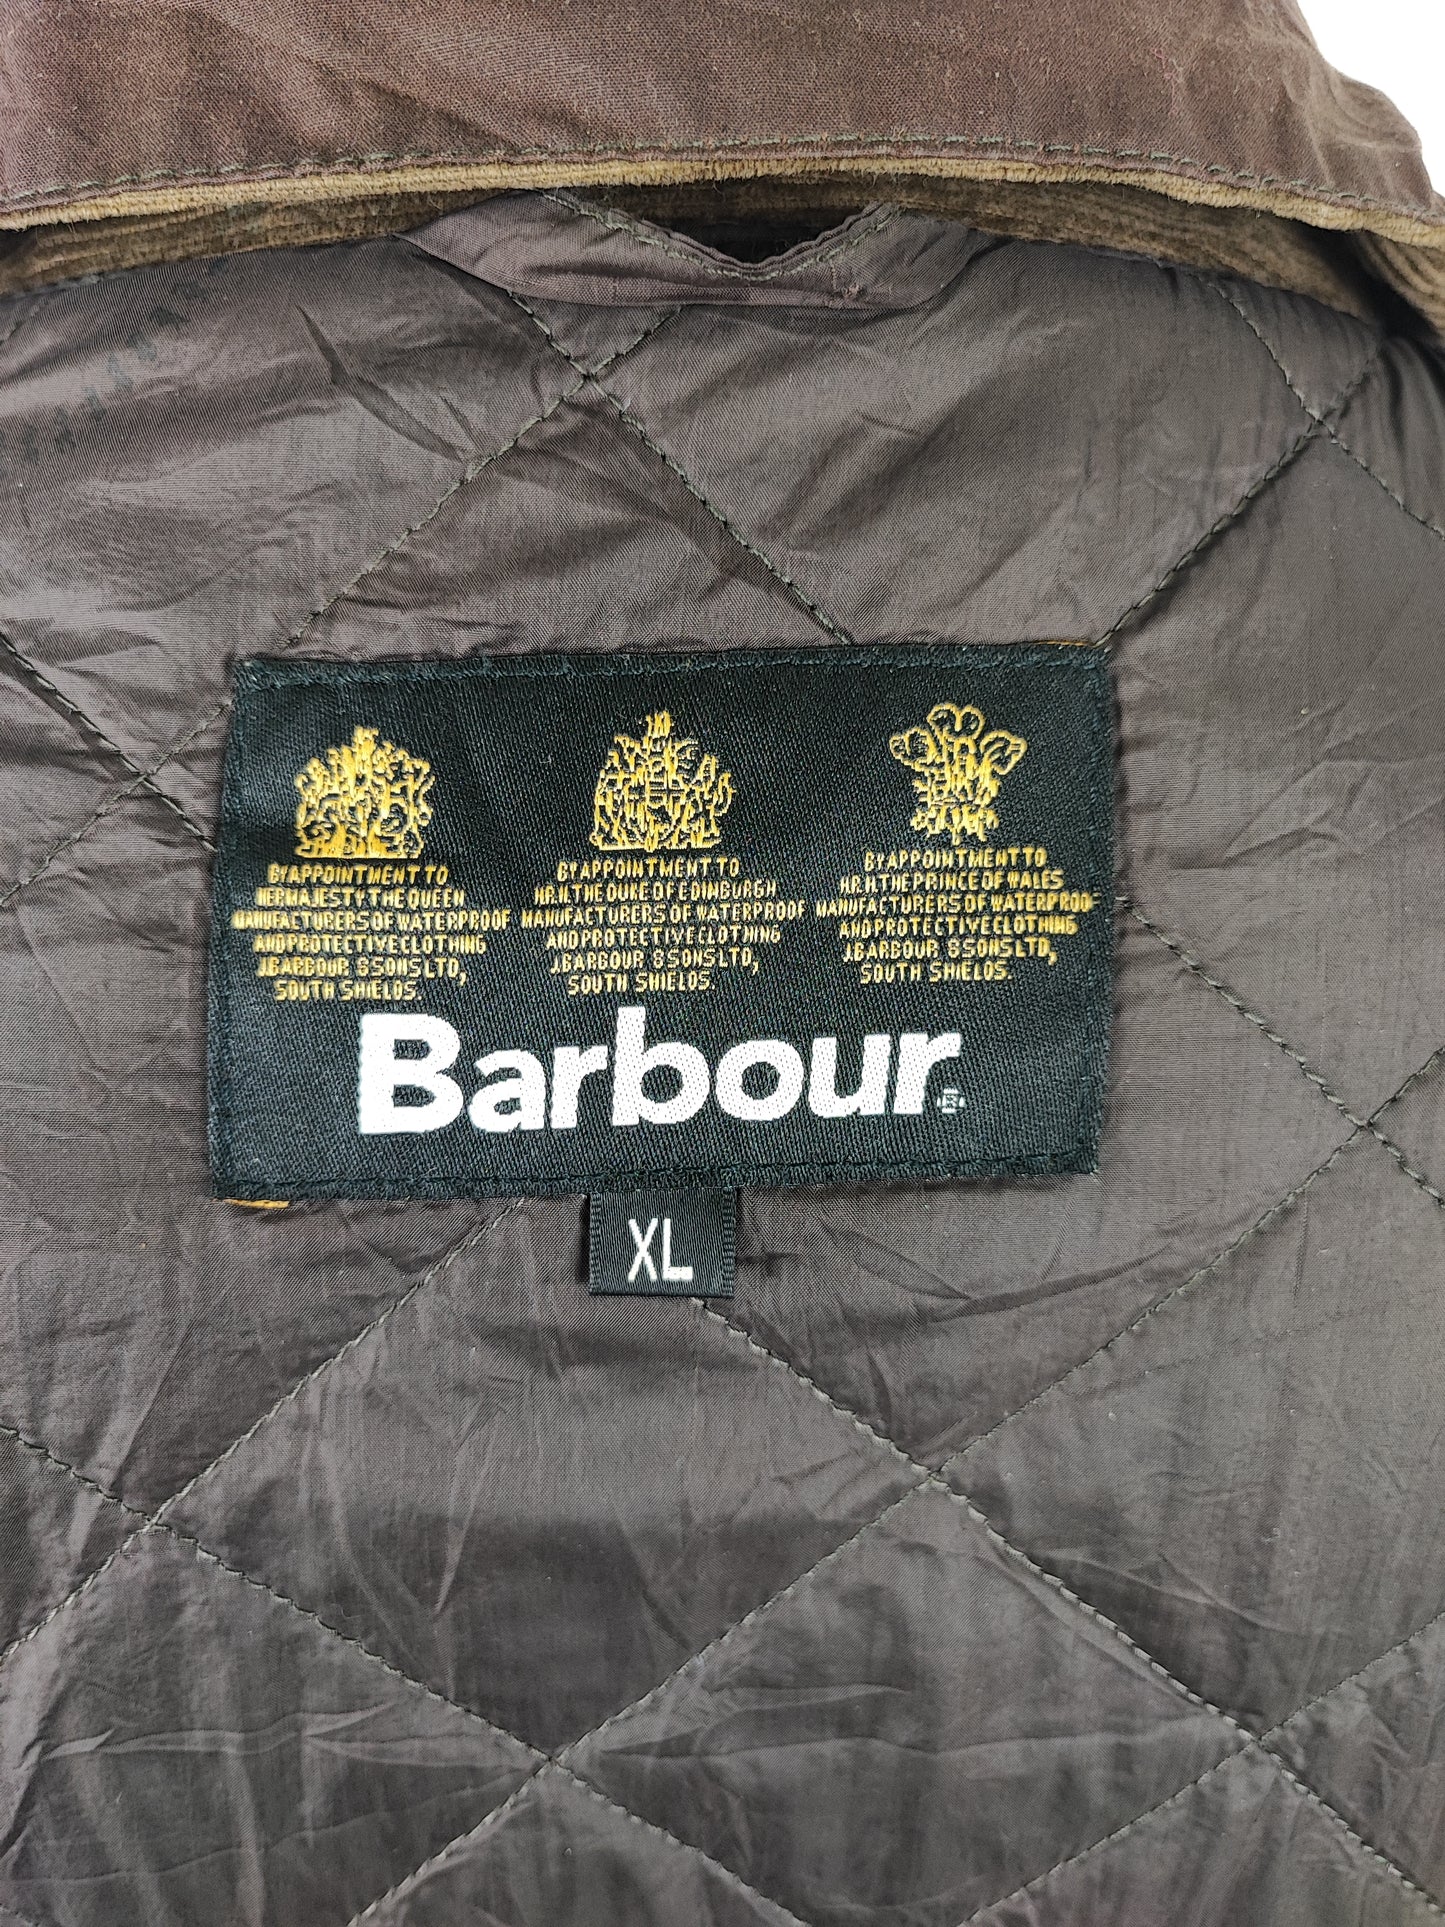 BY APPOINTMENT TO
HER MAJESTY THE QUEEN
MANUFACTURERS OF WATERPROOF
AND PROTECTIVE CLOTHING
J.BARBOUR & SONS LTD,
SOUTH SHIELDS.
BY APPOINTMENT TO
H.R.H. THE DUKE OF EDINBURGH
MANUFACTURERS OF WATERPROOF
AND PROTECTIVE CLOTHING
J.BARBOUR & SONS LTD,
SOUTH SHIELDS.
BY APPOINTMENT TO
H.R.H. THE PRINCE OF WALES
MANUFACTURERS OF WATERPROOF
AND PROTECTIVE CLOTHING
J.BARBOUR & SONS LTD,
SOUTH SHIELDS.
Barbour®
XL